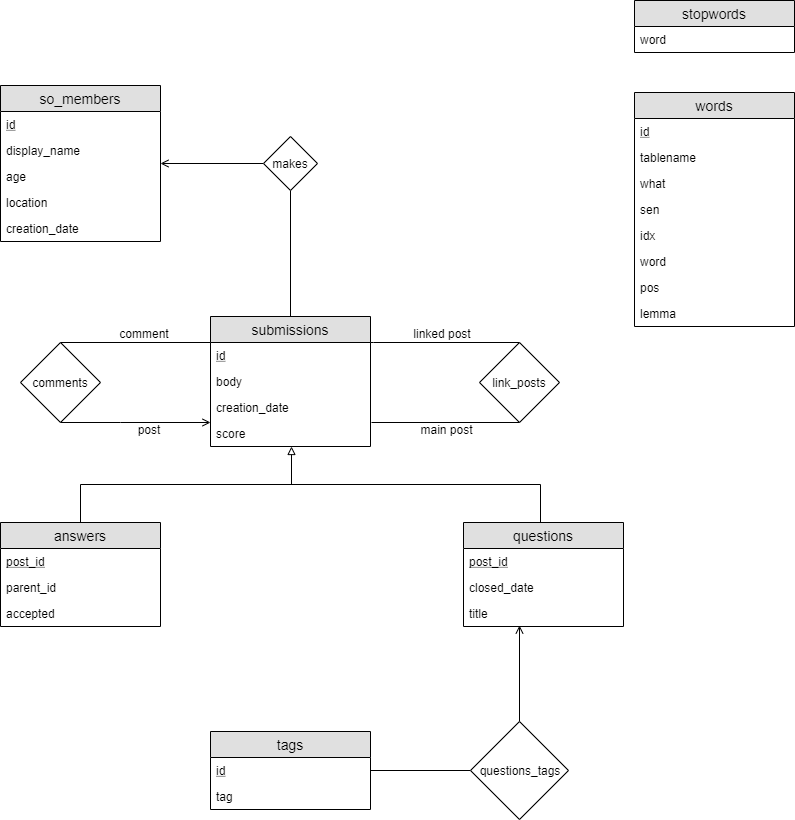 stopwords
word
so_members
id
display_name
age
location
creation_date
makes
words
id
tablename
what
sen
idx
word
pos
lemma
comment
submissions
linked post
id
body
creation_date
score
comments
link_posts
post
main post
answers
post_id
parent_id
accepted
questions
post_id
closed_date
title
tags
id
tag
questions_tags